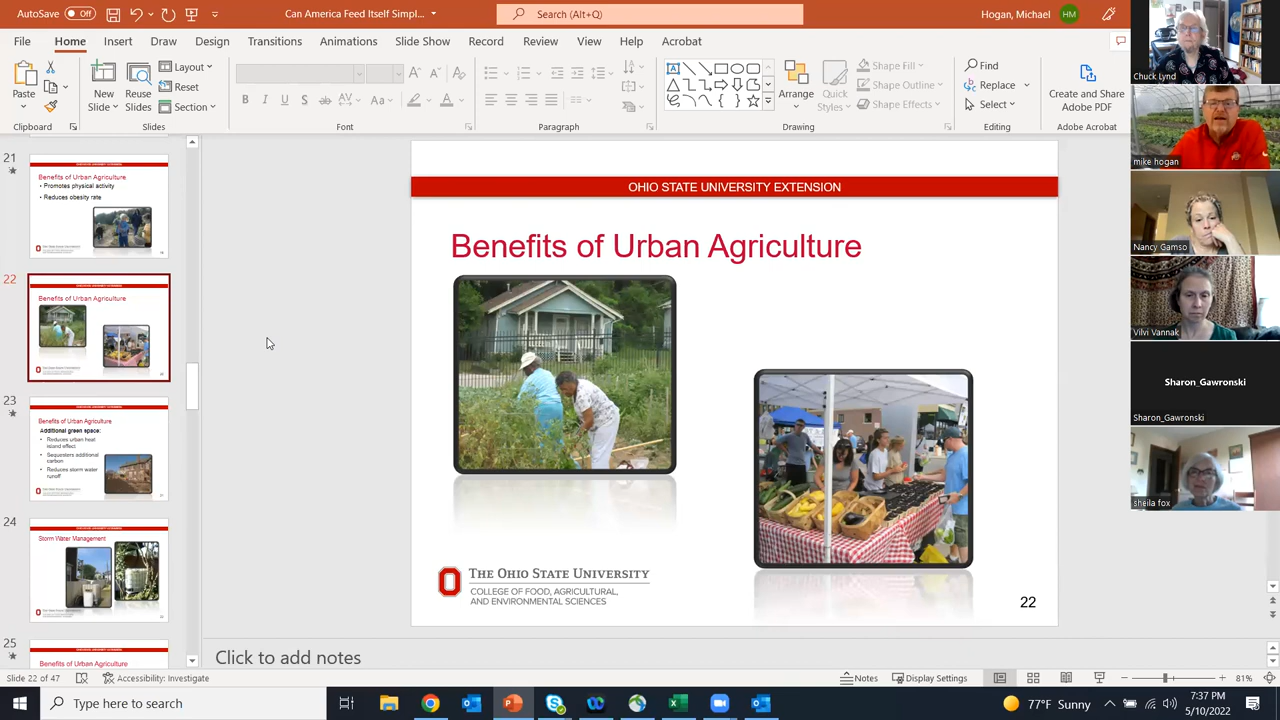 AutoSave Off
Can Urban Ag Feed Itself Simplified
Search (Alt+Q)
Hogan, Michael HM
File Home Insert Draw Design Transitions Animations Slide Show Record Review View Help Acrobat
Paste
New Slide
Reuse Slides
Layout
Reset
Section
Arrange
Quick Styles
Shape Fill
Shape Outline
Shape Effects
Find
Replace
Select
Create and Share Adobe PDF
Clipboard Slides Font Paragraph Drawing Editing Adobe Acrobat
21
Benefits of Urban Agriculture
• Promotes physical activity
• Reduces obesity rate
22
Benefits of Urban Agriculture
23
Benefits of Urban Agriculture
Additional green space:
• Reduces urban heat
island effect
• Sequesters additional
carbon
• Reduces storm water
runoff
24
Storm Water Management
25
Benefits of Urban Agriculture
OHIO STATE UNIVERSITY EXTENSION
Benefits of Urban Agriculture
THE OHIO STATE UNIVERSITY
COLLEGE OF FOOD, AGRICULTURAL,
AND ENVIRONMENTAL SCIENCES
22
Click to add notes
Chuck Lynd
mike hogan
Nancy Gamso
Vilvi Vannak
Sharon_Gawronski
Sharon_Gawronski
sheila fox
Slide 22 of 47
Accessibility: Investigate
Notes
Display Settings
81%
Type here to search
77°F Sunny
7:37 PM
5/10/2022